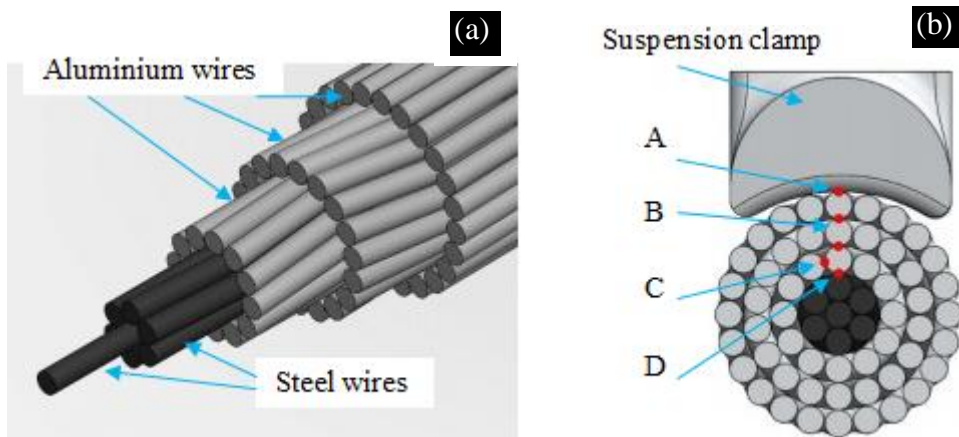 (a)
Aluminium wires
Steel wires
(b)
Suspension clamp
A
B
C
D